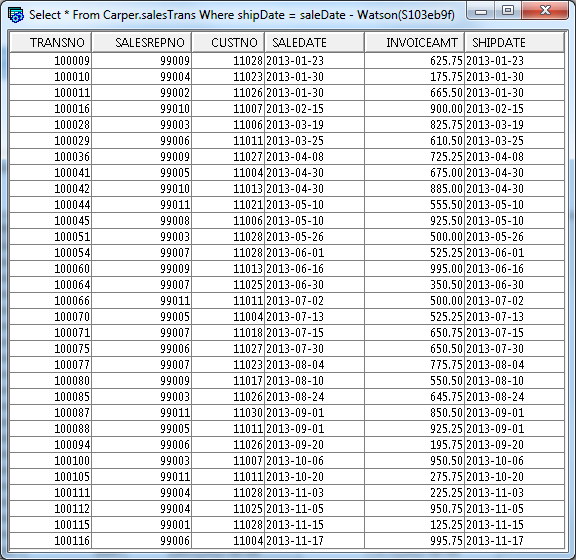 Select * From Carper.salesTrans Where shipDate = saleDate - Watson(S103eb9f)
TRANSNO SALESREPNO CUSTNO SALEDATE INVOICEAMT SHIPDATE
100009 99009 11028 2013-01-23 625.75 2013-01-23
100010 99004 11023 2013-01-30 175.75 2013-01-30
100011 99002 11026 2013-01-30 665.50 2013-01-30
100016 99010 11007 2013-02-15 900.00 2013-02-15
100028 99003 11006 2013-03-19 825.75 2013-03-19
100029 99006 11011 2013-03-25 610.50 2013-03-25
100036 99009 11027 2013-04-08 725.25 2013-04-08
100041 99005 11004 2013-04-30 675.00 2013-04-30
100042 99010 11013 2013-04-30 885.00 2013-04-30
100044 99011 11021 2013-05-10 555.50 2013-05-10
100045 99008 11006 2013-05-10 925.50 2013-05-10
100051 99003 11028 2013-05-26 500.00 2013-05-26
100054 99007 11028 2013-06-01 525.25 2013-06-01
100060 99009 11013 2013-06-16 995.00 2013-06-16
100064 99007 11025 2013-06-30 350.50 2013-06-30
100066 99011 11011 2013-07-02 500.00 2013-07-02
100070 99005 11004 2013-07-13 525.25 2013-07-13
100071 99007 11018 2013-07-15 650.75 2013-07-15
100075 99006 11027 2013-07-30 650.50 2013-07-30
100077 99007 11023 2013-08-04 775.75 2013-08-04
100080 99009 11017 2013-08-10 550.50 2013-08-10
100085 99003 11026 2013-08-24 645.75 2013-08-24
100087 99011 11030 2013-09-01 850.50 2013-09-01
100088 99005 11011 2013-09-01 925.25 2013-09-01
100094 99006 11026 2013-09-20 195.75 2013-09-20
100100 99003 11007 2013-10-06 950.50 2013-10-06
100105 99011 11011 2013-10-20 275.75 2013-10-20
100111 99004 11028 2013-11-03 225.25 2013-11-03
100112 99004 11025 2013-11-05 950.75 2013-11-05
100115 99001 11028 2013-11-15 125.25 2013-11-15
100116 99006 11004 2013-11-17 995.75 2013-11-17